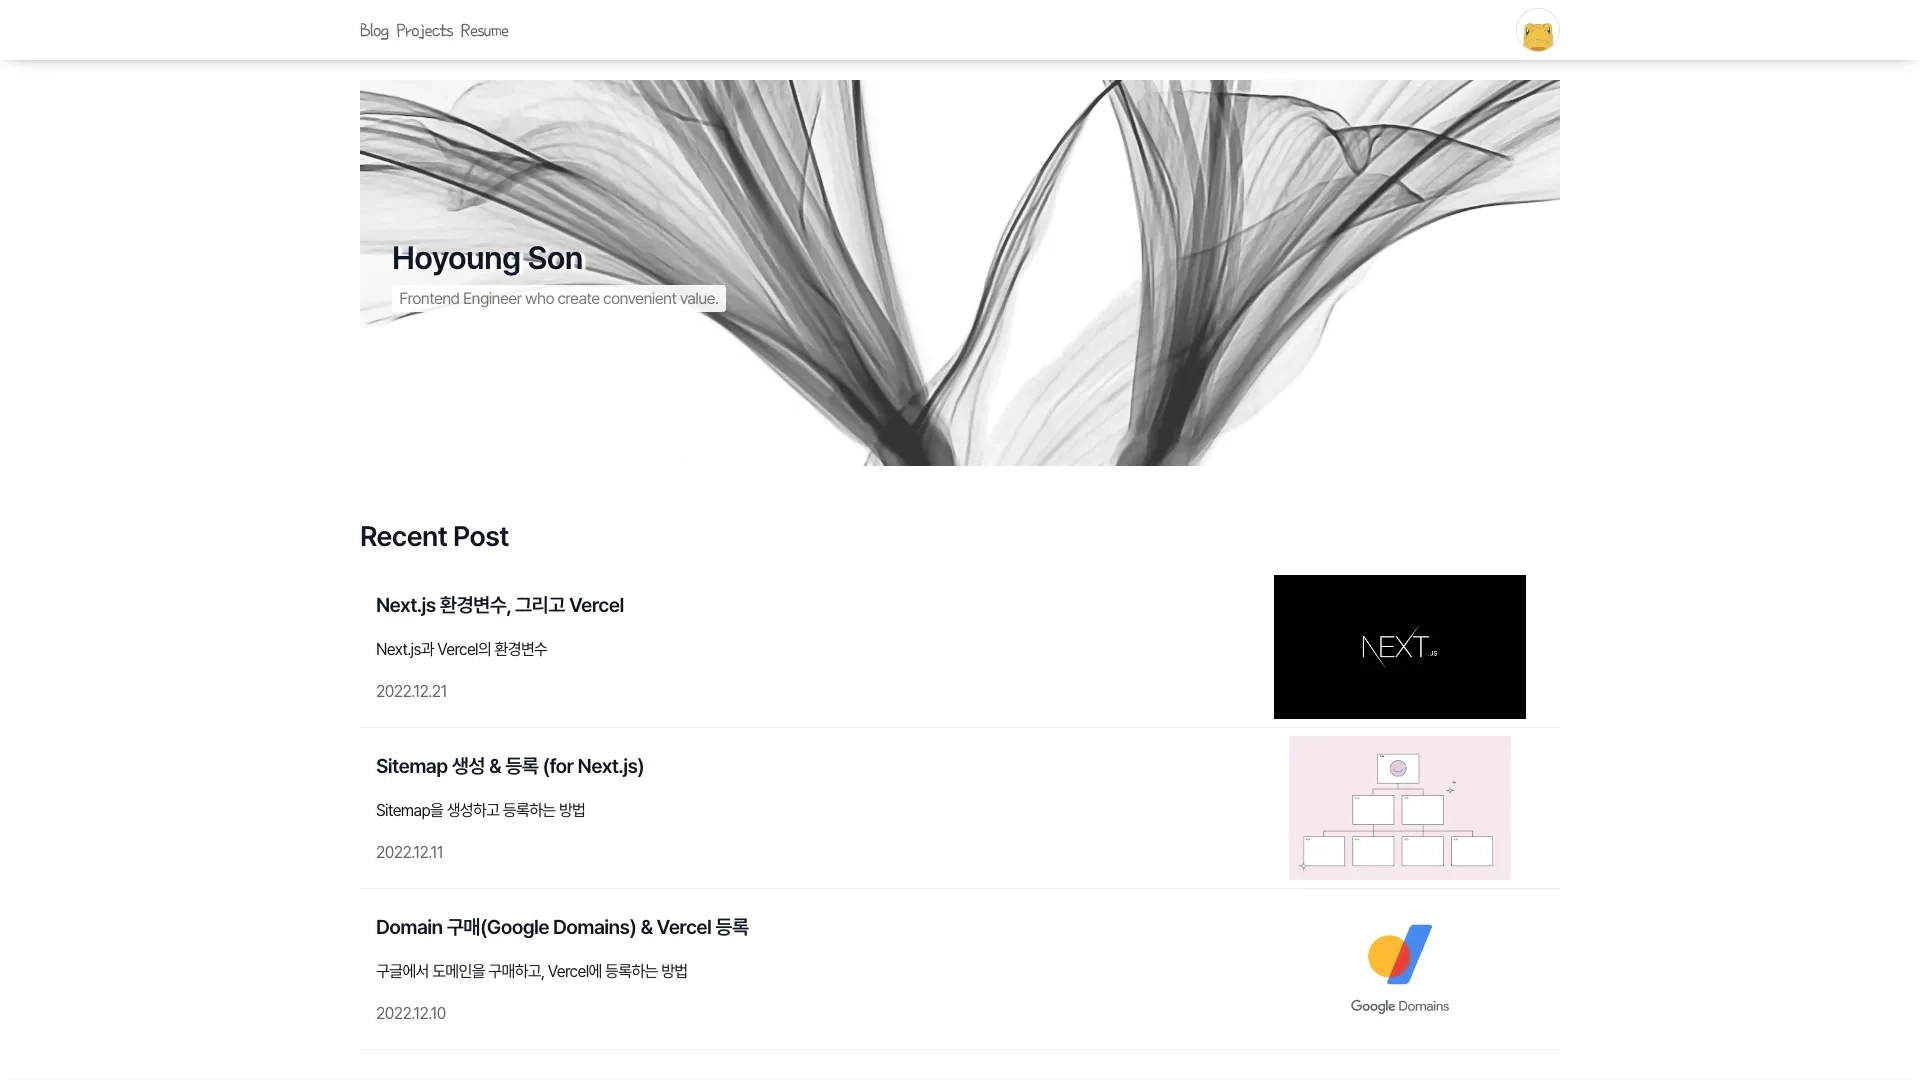 Blog Projects Resume
Hoyoung Son
Frontend Engineer who create convenient value.
Recent Post
Next.js 환경변수, 그리고 Vercel
Next.js과 Vercel의 환경변수
2022.12.21
NEXT.JS
Sitemap 생성 & 등록 (for Next.js)
Sitemap을 생성하고 등록하는 방법
2022.12.11
Domain 구매(Google Domains) & Vercel 등록
구글에서 도메인을 구매하고, Vercel에 등록하는 방법
2022.12.10
Google Domains